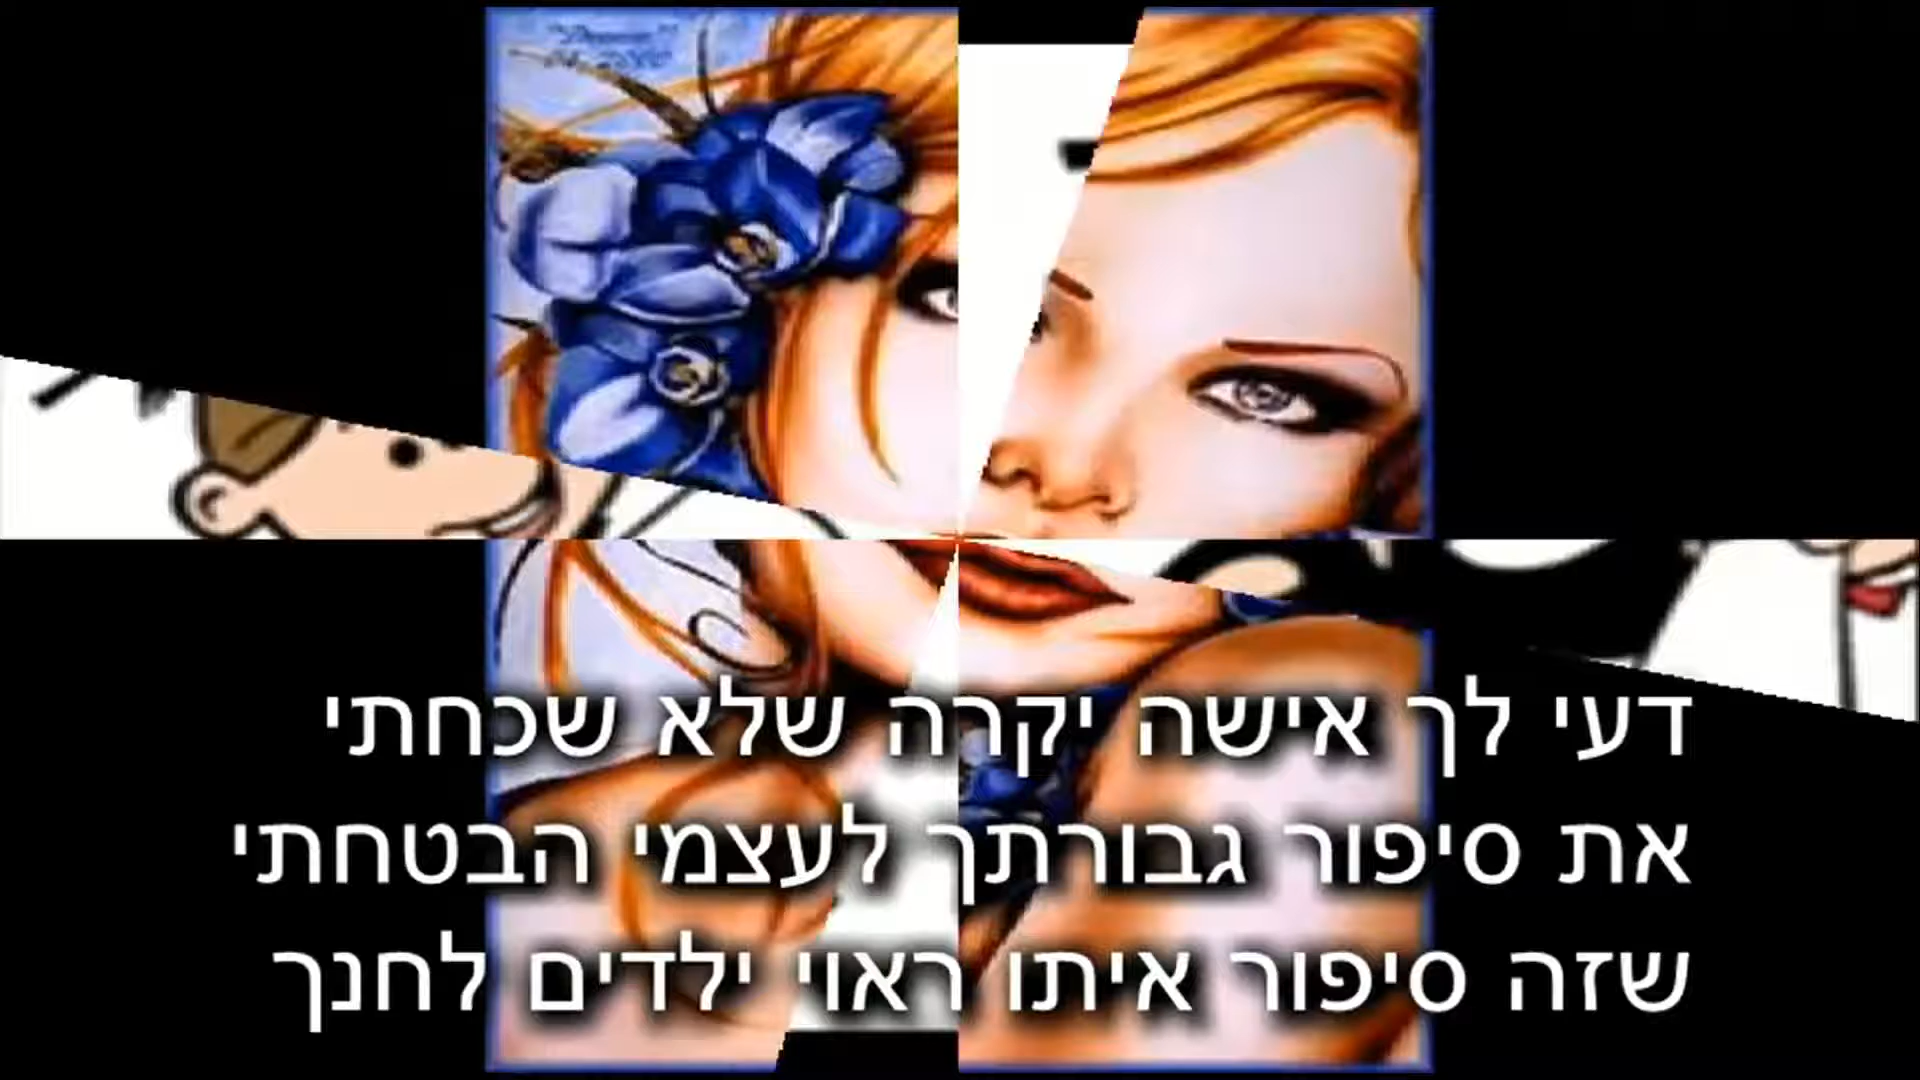 דעי לך אישה יקרה שלא שכחתי
את סיפור גבורתך לעצמי הבטחתי
שזה סיפור איתו ראוי ילדים לחנך